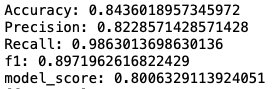 Accuracy: 0.8436018957345972
Precision: 0.8228571428571428
Recall: 0.9863013698630136
f1: 0.8971962616822429
model_score: 0.8006329113924051